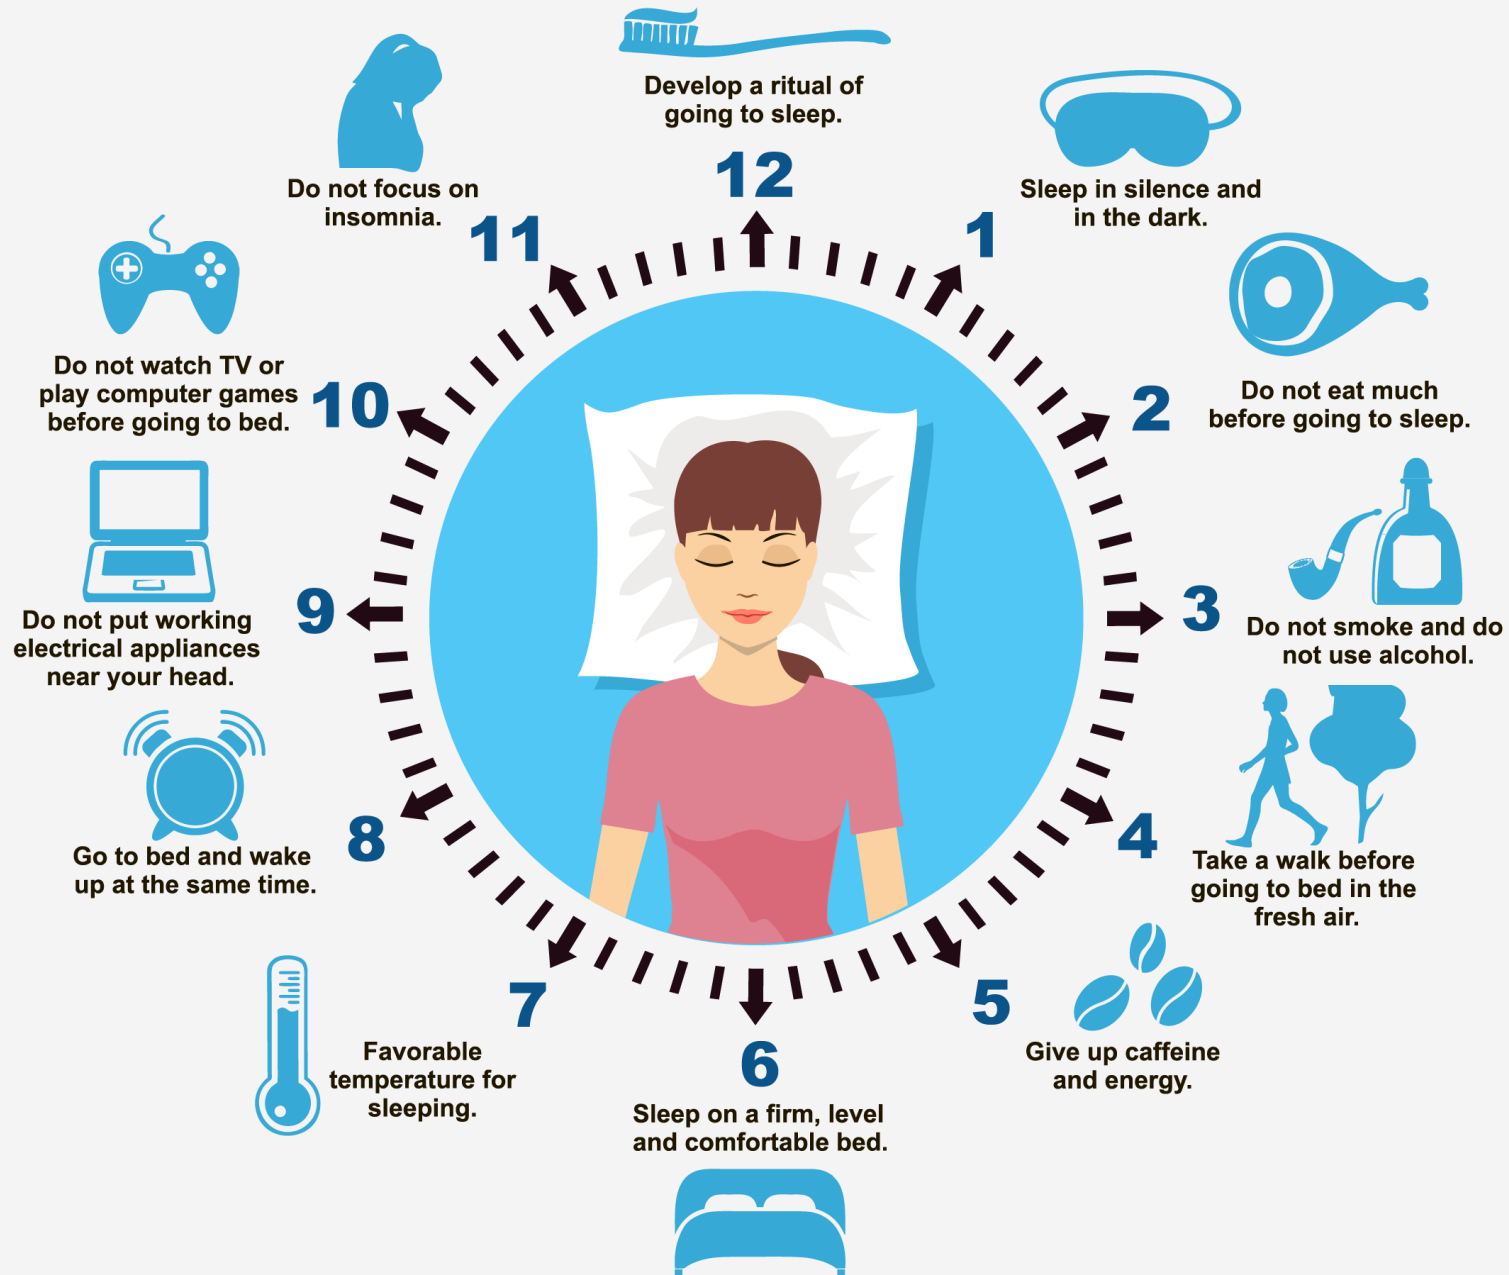 Develop a ritual of
going to sleep.
12
Sleep in silence and
in the dark.
1
Do not eat much
before going to sleep.
2
Do not smoke and do
not use alcohol.
3
Take a walk before
going to bed in the
fresh air.
4
Give up caffeine
and energy.
5
Sleep on a firm, level
and comfortable bed.
6
Favorable
temperature for
sleeping.
7
Go to bed and wake
up at the same time.
8
Do not put working
electrical appliances
near your head.
9
Do not watch TV or
play computer games
before going to bed.
10
Do not focus on
insomnia.
11